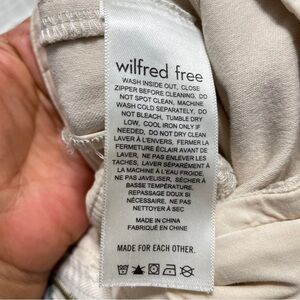 wilfred free
WASH INSIDE OUT, CLOSE
ZIPPER BEFORE CLEANING, DO
NOT SPOT CLEAN, MACHINE
WASH COLD SEPARATELY, DO
NOT BLEACH, TUMBLE DRY
LOW, COOL IRON ONLY IF
NEEDED, DO NOT DRY CLEAN
LAVER À L'ENVERS, FERMER LA
FERMETURE ÉCLAIR AVANT DE
LAVER, NE PAS ENLEVER LES
TACHES, LAVER SÉPARÉMENT À
LA MACHINE À L'EAU FROIDE,
NE PAS JAVELISER, SÉCHER À
BASSE TEMPÉRATURE,
REPASSAGE DOUX SI
NÉCESSAIRE, NE PAS
NETTOYER À SEC
MADE IN CHINA
FABRIQUÉ EN CHINE
MADE FOR EACH OTHER.